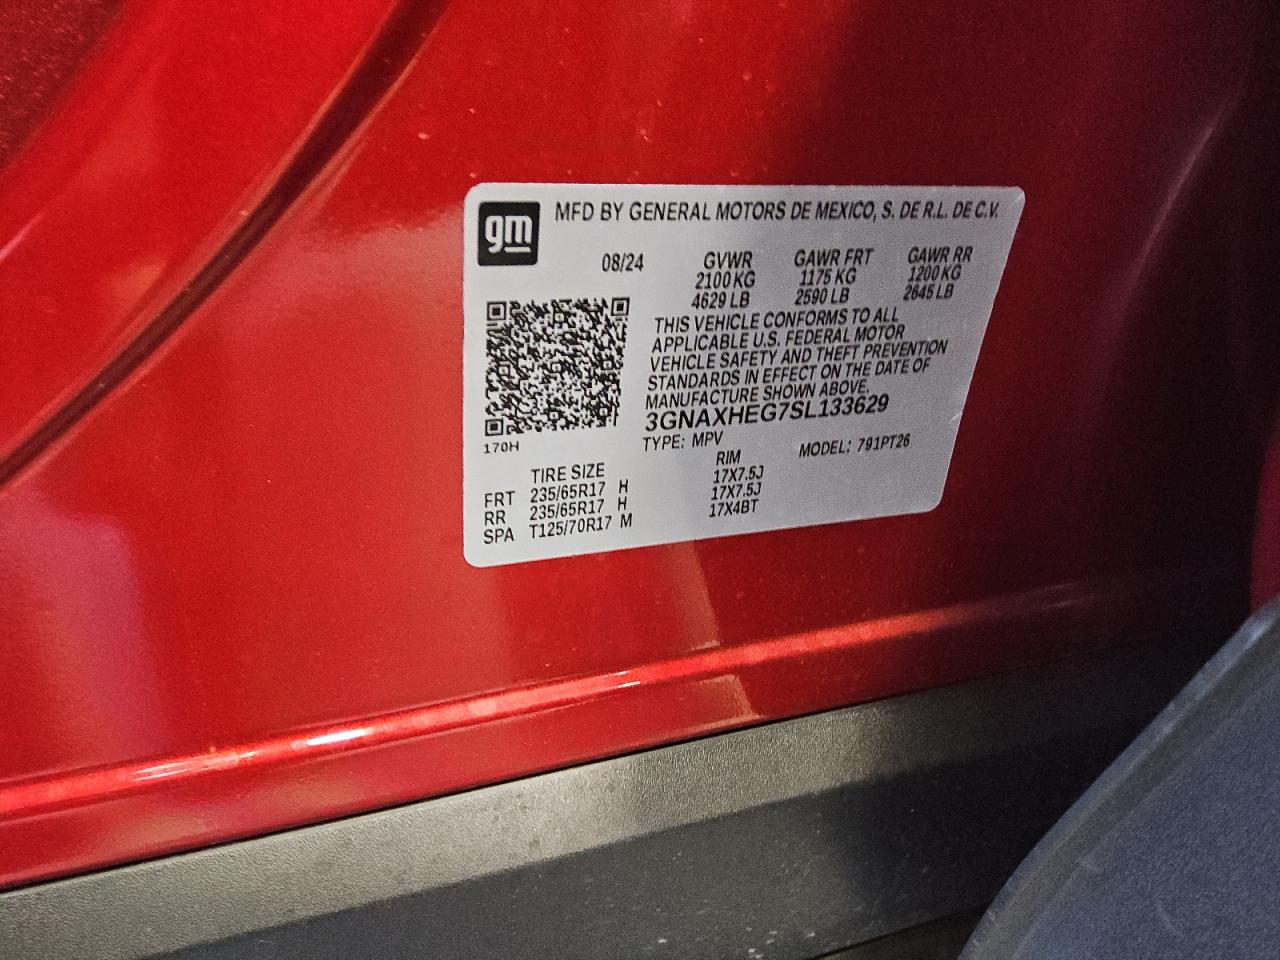 gm
MFD BY GENERAL MOTORS DE MEXICO, S. DE R.L. DE C.V.
08/24
GVWR GAWR FRT GAWR RR
2100 KG 1175 KG 1200 KG
4629 LB 2590 LB 2645 LB
THIS VEHICLE CONFORMS TO ALL
APPLICABLE U.S. FEDERAL MOTOR
VEHICLE SAFETY AND THEFT PREVENTION
STANDARDS IN EFFECT ON THE DATE OF
MANUFACTURE SHOWN ABOVE.
3GNAXHEG7SL133629
170H
TYPE: MPV MODEL: 791PT26
TIRE SIZE RIM
FRT 235/65R17 H 17X7.5J
RR 235/65R17 H 17X7.5J
SPA T125/70R17 M 17X4BT